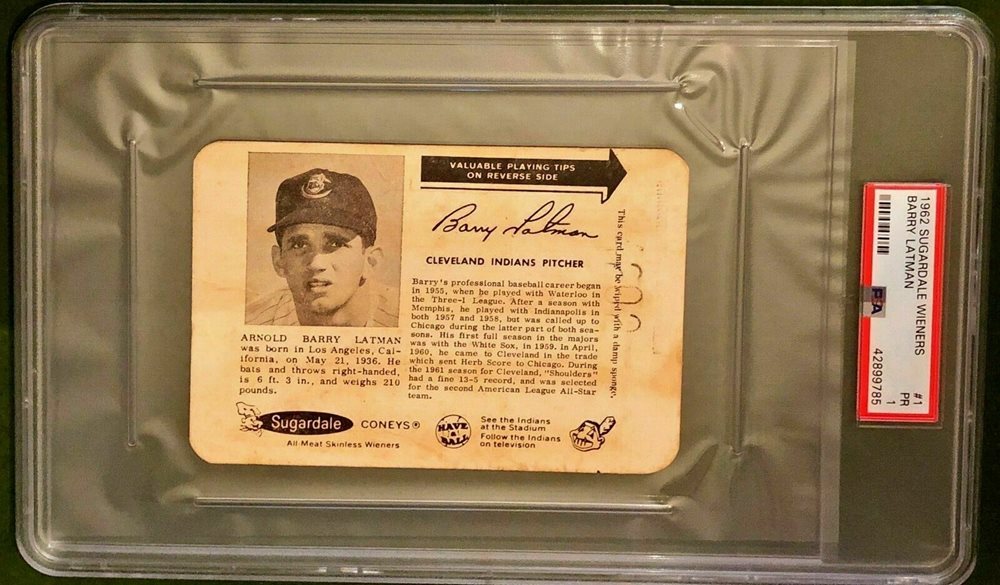 VALUABLE PLAYING TIPS
ON REVERSE SIDE
Barry Latman
CLEVELAND INDIANS PITCHER
Barry's professional baseball career began
in 1955, when he played with Waterloo in
the Three-I League. After a season with
Memphis, he played with Indianapolis in
both 1957 and 1958, but was called up to
Chicago during the latter part of both sea-
sons. His first full season in the majors
was with the White Sox, in 1959. In April,
1960, he came to Cleveland in the trade
which sent Herb Score to Chicago. During
the 1961 season for Cleveland, "Shoulders"
had a fine 13-5 record, and was selected
for the second American League All-Star
team.
ARNOLD BARRY LATMAN
was born in Los Angeles, Cal-
ifornia, on May 21, 1936. He
bats and throws right-handed,
is 6 ft. 3 in., and weighs 210
pounds.
This card may be wiped with a damp sponge.
Sugardale CONEYS®
All-Meat Skinless Wieners
HAVE
A
BALL
See the Indians
at the Stadium
Follow the Indians
on television
1962 SUGARDALE WIENERS #1
BARRY LATMAN PR
1
PSA 42899785